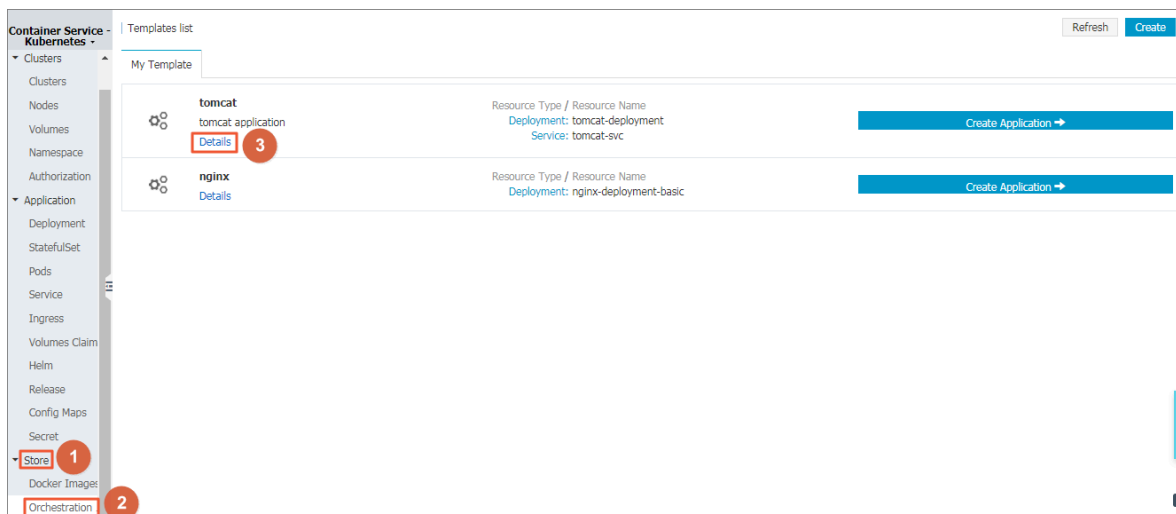 Container Service -
Kubernetes
Clusters
Clusters
Nodes
Volumes
Namespace
Authorization
Application
Deployment
StatefulSet
Pods
Service
Ingress
Volumes Claim
Helm
Release
Config Maps
Secret
Store 1
Docker Images
Orchestration 2
Templates list
Refresh Create
My Template
tomcat
tomcat application
Details 3
Resource Type / Resource Name
Deployment: tomcat-deployment
Service: tomcat-svc
Create Application ➔
nginx
Details
Resource Type / Resource Name
Deployment: nginx-deployment-basic
Create Application ➔